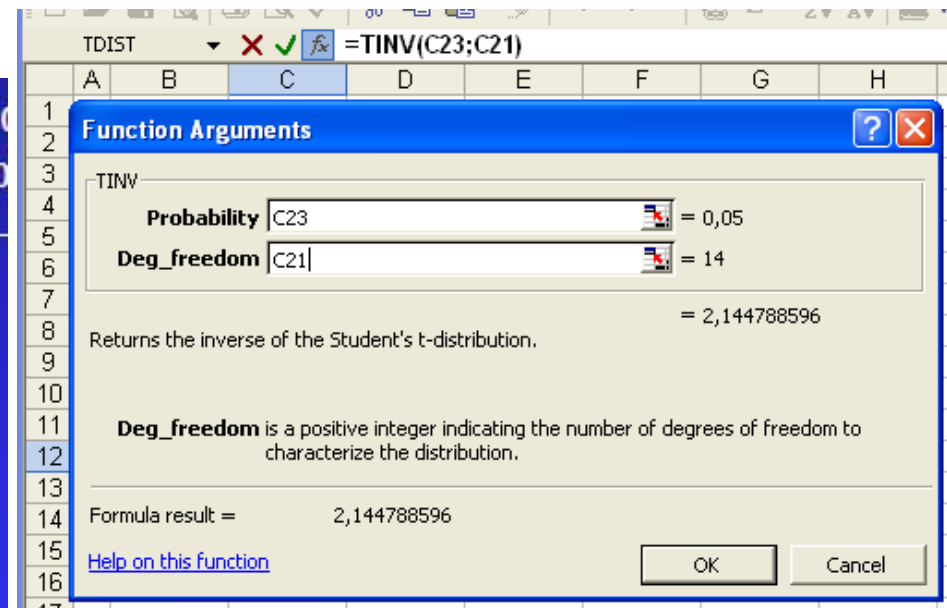 TDIST =TINV(C23;C21)
A B C D E F G H
1
2
3
4
5
6
7
8
9
10
11
12
13
14
15
16
17
Function Arguments
TINV
Probability C23 = 0,05
Deg_freedom C21 = 14
= 2,144788596
Returns the inverse of the Student's t-distribution.
Deg_freedom is a positive integer indicating the number of degrees of freedom to
characterize the distribution.
Formula result = 2,144788596
Help on this function OK Cancel